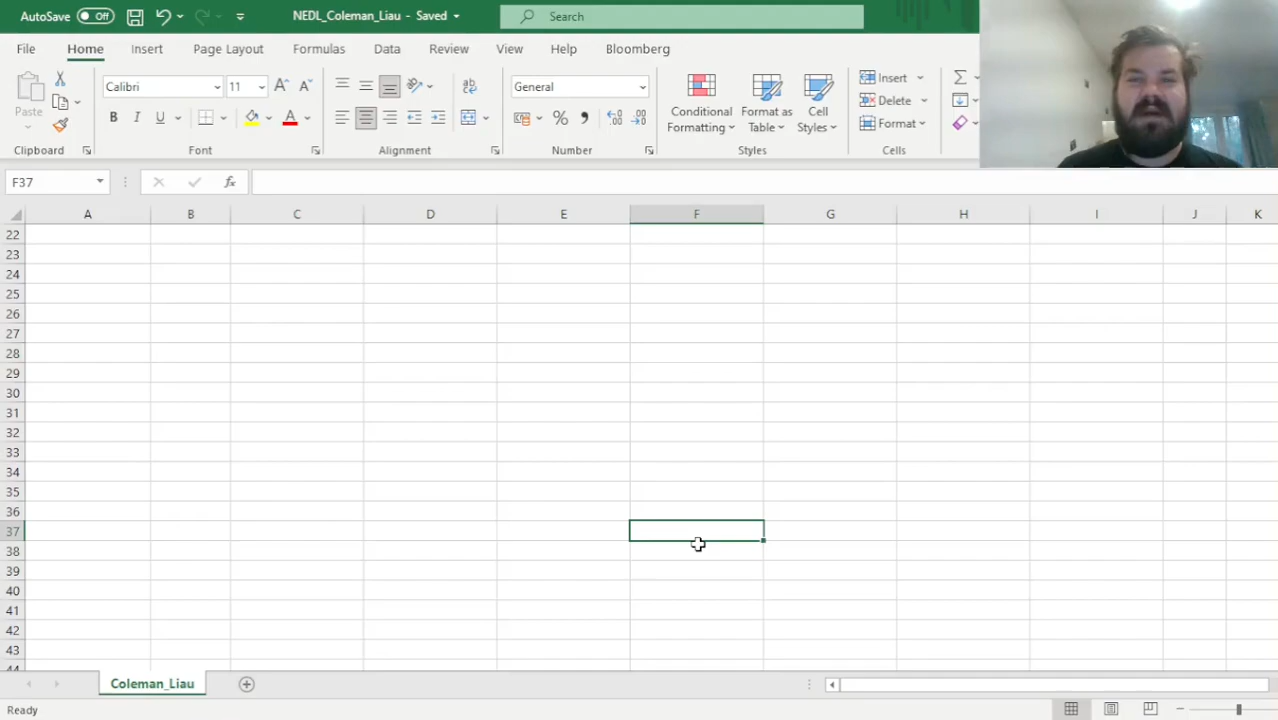 AutoSave Off NEDL_Coleman_Liau - Saved Search
File Home Insert Page Layout Formulas Data Review View Help Bloomberg
Paste Calibri 11 General Conditional Formatting Format as Table Cell Styles Insert Delete Format
Clipboard Font Alignment Number Styles Cells
F37 fx
A B C D E F G H I J K
22
23
24
25
26
27
28
29
30
31
32
33
34
35
36
37
38
39
40
41
42
43
44
Coleman_Liau
Ready